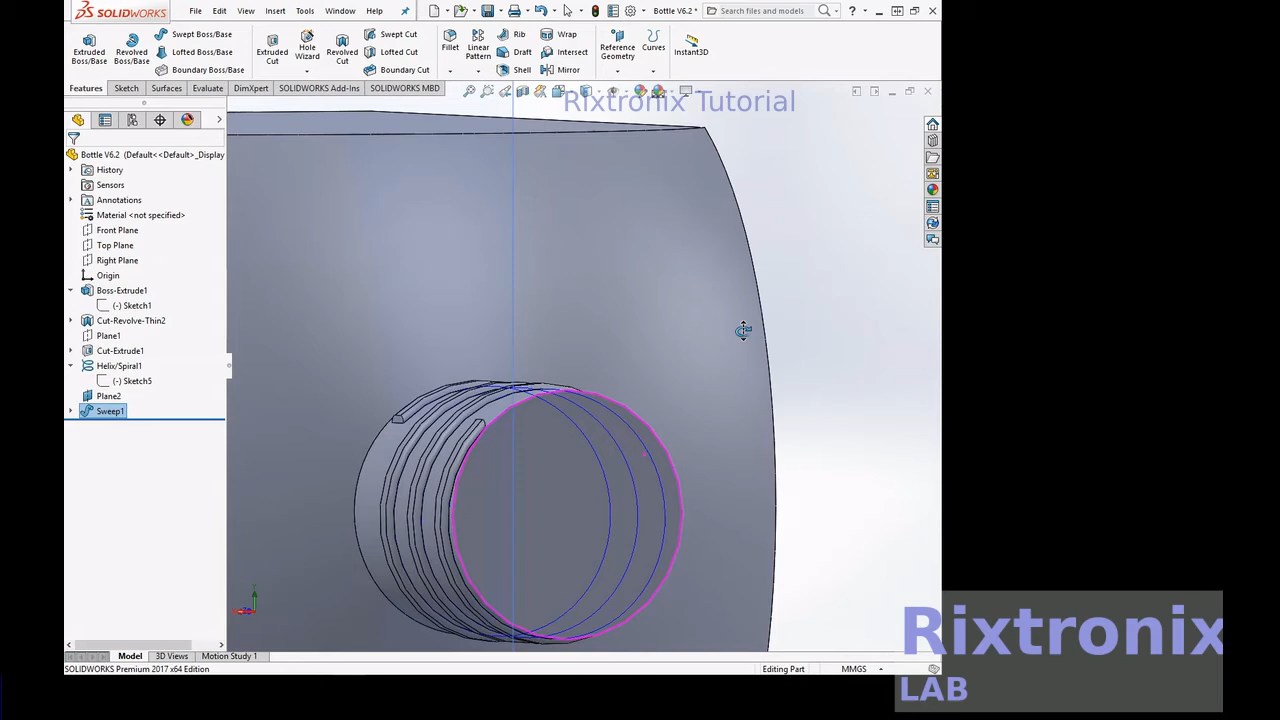 SOLIDWORKS File Edit View Insert Tools Window Help Bottle V6.2 * Search files and models
Extruded Boss/Base
Revolved Boss/Base
Swept Boss/Base
Lofted Boss/Base
Boundary Boss/Base
Extruded Cut
Hole Wizard
Revolved Cut
Swept Cut
Lofted Cut
Boundary Cut
Fillet
Linear Pattern
Rib
Draft
Shell
Wrap
Intersect
Mirror
Reference Geometry
Curves
Instant3D
Features Sketch Surfaces Evaluate DimXpert SOLIDWORKS Add-Ins SOLIDWORKS MBD
Rixtronix Tutorial
Bottle V6.2 (Default<<Default>_Display
History
Sensors
Annotations
Material <not specified>
Front Plane
Top Plane
Right Plane
Origin
Boss-Extrude1
(-) Sketch1
Cut-Revolve-Thin2
Plane1
Cut-Extrude1
Helix/Spiral1
(-) Sketch5
Plane2
Sweep1
Model 3D Views Motion Study 1
SOLIDWORKS Premium 2017 x64 Edition Editing Part MMGS
Rixtronix
LAB